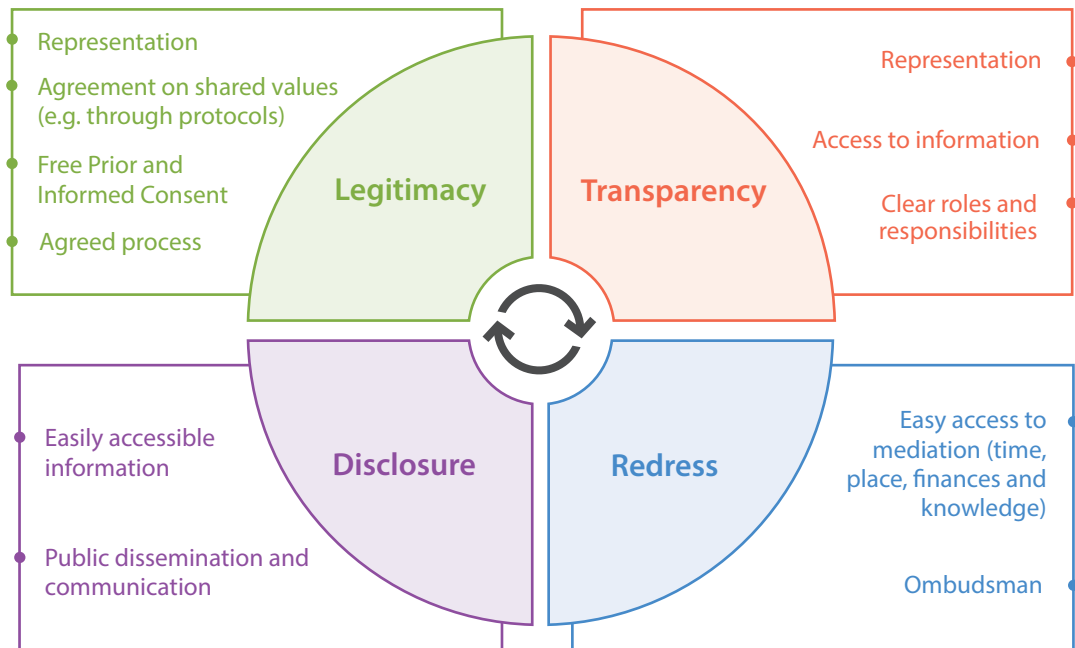 Representation
Agreement on shared values
(e.g. through protocols)
Free Prior and
Informed Consent
Agreed process
Legitimacy
Transparency
Representation
Access to information
Clear roles and
responsibilities
Easily accessible
information
Public dissemination and
communication
Disclosure
Redress
Easy access to
mediation (time,
place, finances and
knowledge)
Ombudsman